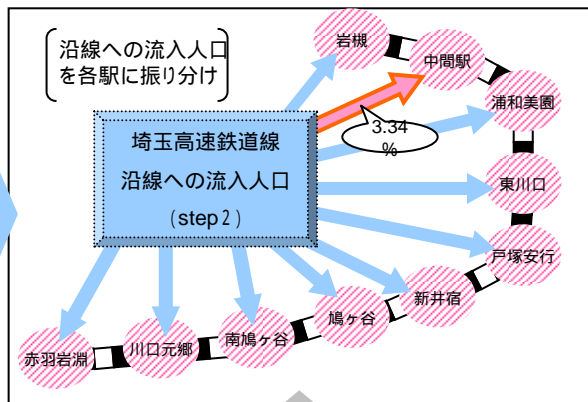 沿線への流入人口
を各駅に振り分け
岩槻
中間駅
浦和美園
3.34
%
埼玉高速鉄道線
沿線への流入人口
(step2)
東川口
戸塚安行
新井宿
鳩ヶ谷
南鳩ヶ谷
川口元郷
赤羽岩淵